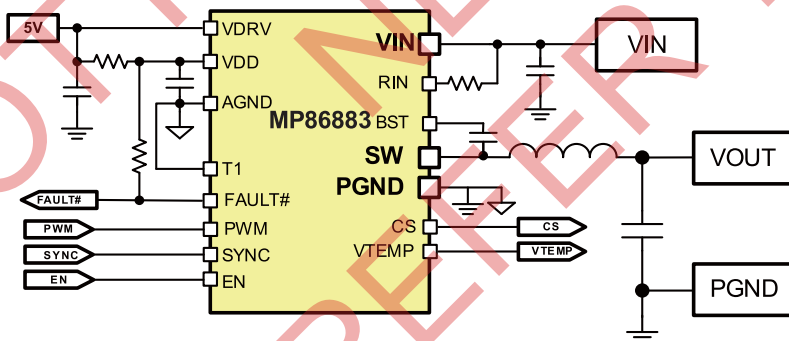 5V
VDRV
VDD
AGND
T1
FAULT#
PWM
SYNC
EN
MP86883
VIN
RIN
BST
SW
PGND
CS
VTEMP
FAULT#
PWM
SYNC
EN
CS
VTEMP
VIN
VOUT
PGND
REFER